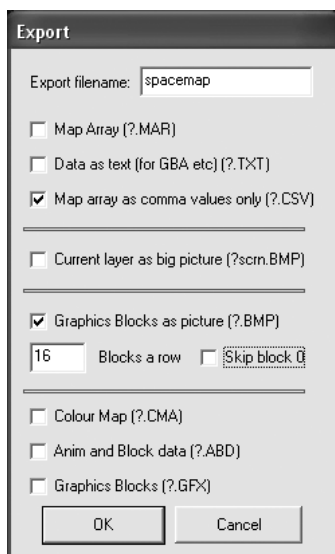 Export
Export filename: spacemap
Map Array (?.MAR)
Data as text (for GBA etc) (?.TXT)
Map array as comma values only (?.CSV)
Current layer as big picture (?scrn.BMP)
Graphics Blocks as picture (?.BMP)
16 Blocks a row Skip block 0
Colour Map (?.CMA)
Anim and Block data (?.ABD)
Graphics Blocks (?.GFX)
OK Cancel